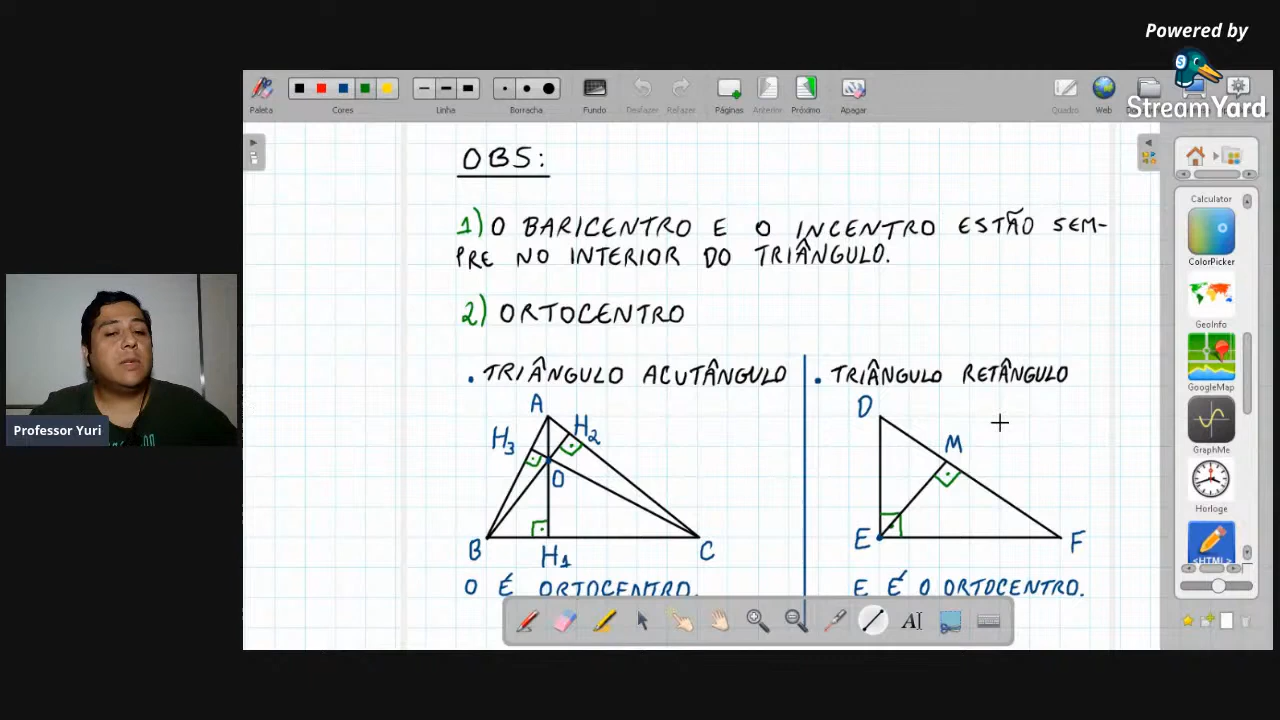 Powered by
StreamYard
Paleta
Cores
Linha
Borracha
Fundo
Desfazer
Refazer
Páginas
Anterior
Próximo
Apagar
Quadro
Web
OBS:
1) O BARICENTRO E O INCENTRO ESTÃO SEM-
PRE NO INTERIOR DO TRIÂNGULO.
2) ORTOCENTRO
. TRIÂNGULO ACUTÂNGULO
A
H3
H2
O
B
H1
C
O É ORTOCENTRO.
. TRIÂNGULO RETÂNGULO
D
M
E
F
E É O ORTOCENTRO.
Calculator
ColorPicker
GeoInfo
GoogleMap
GraphMe
Horloge
<HTML>
Professor Yuri